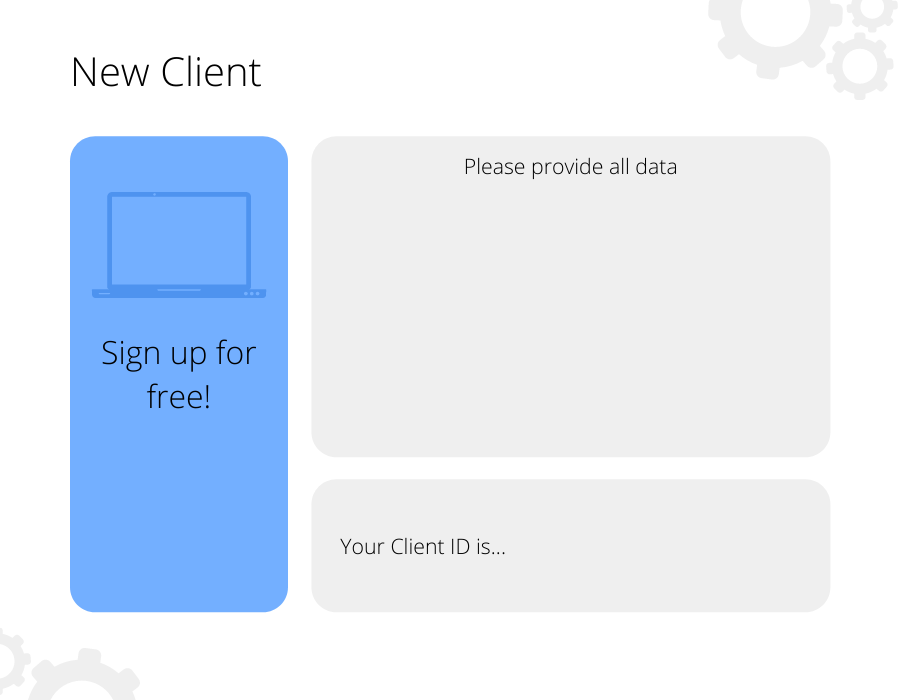 New Client
Sign up for
free!
Please provide all data
Your Client ID is...